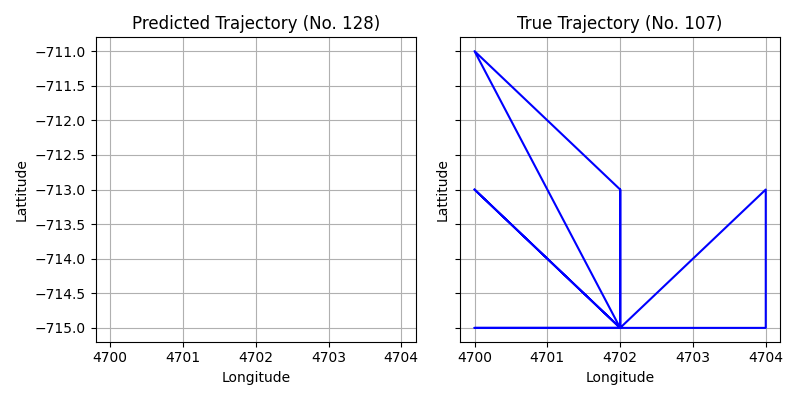 Predicted Trajectory (No. 128)
True Trajectory (No. 107)
−711.0
−711.5
−712.0
−712.5
−713.0
−713.5
−714.0
−714.5
−715.0
Lattitude
Lattitude
4700 4701 4702 4703 4704
4700 4701 4702 4703 4704
Longitude
Longitude